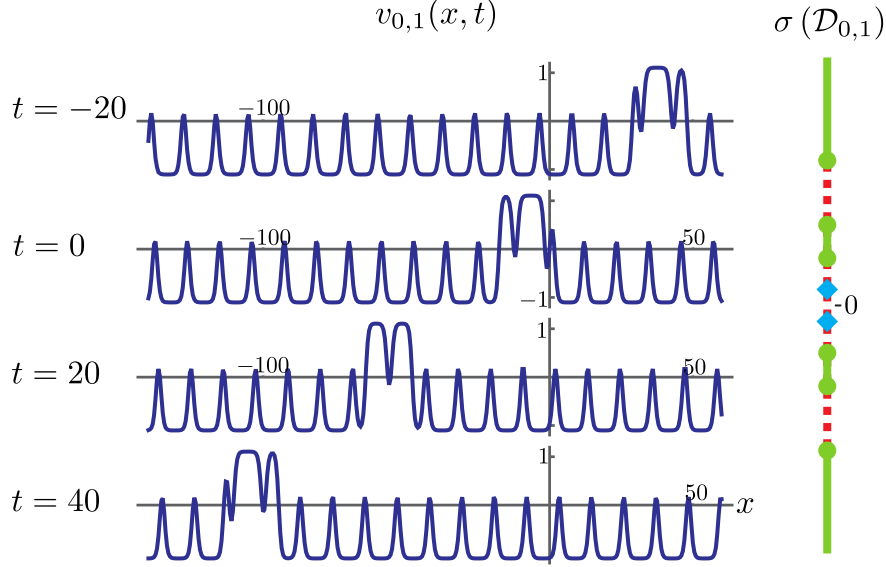 v_{0,1}(x, t)
σ (𝒟_{0,1})
t = −20
−100
1
t = 0
−100
50
−1
-0
t = 20
−100
1
50
t = 40
1
50
x